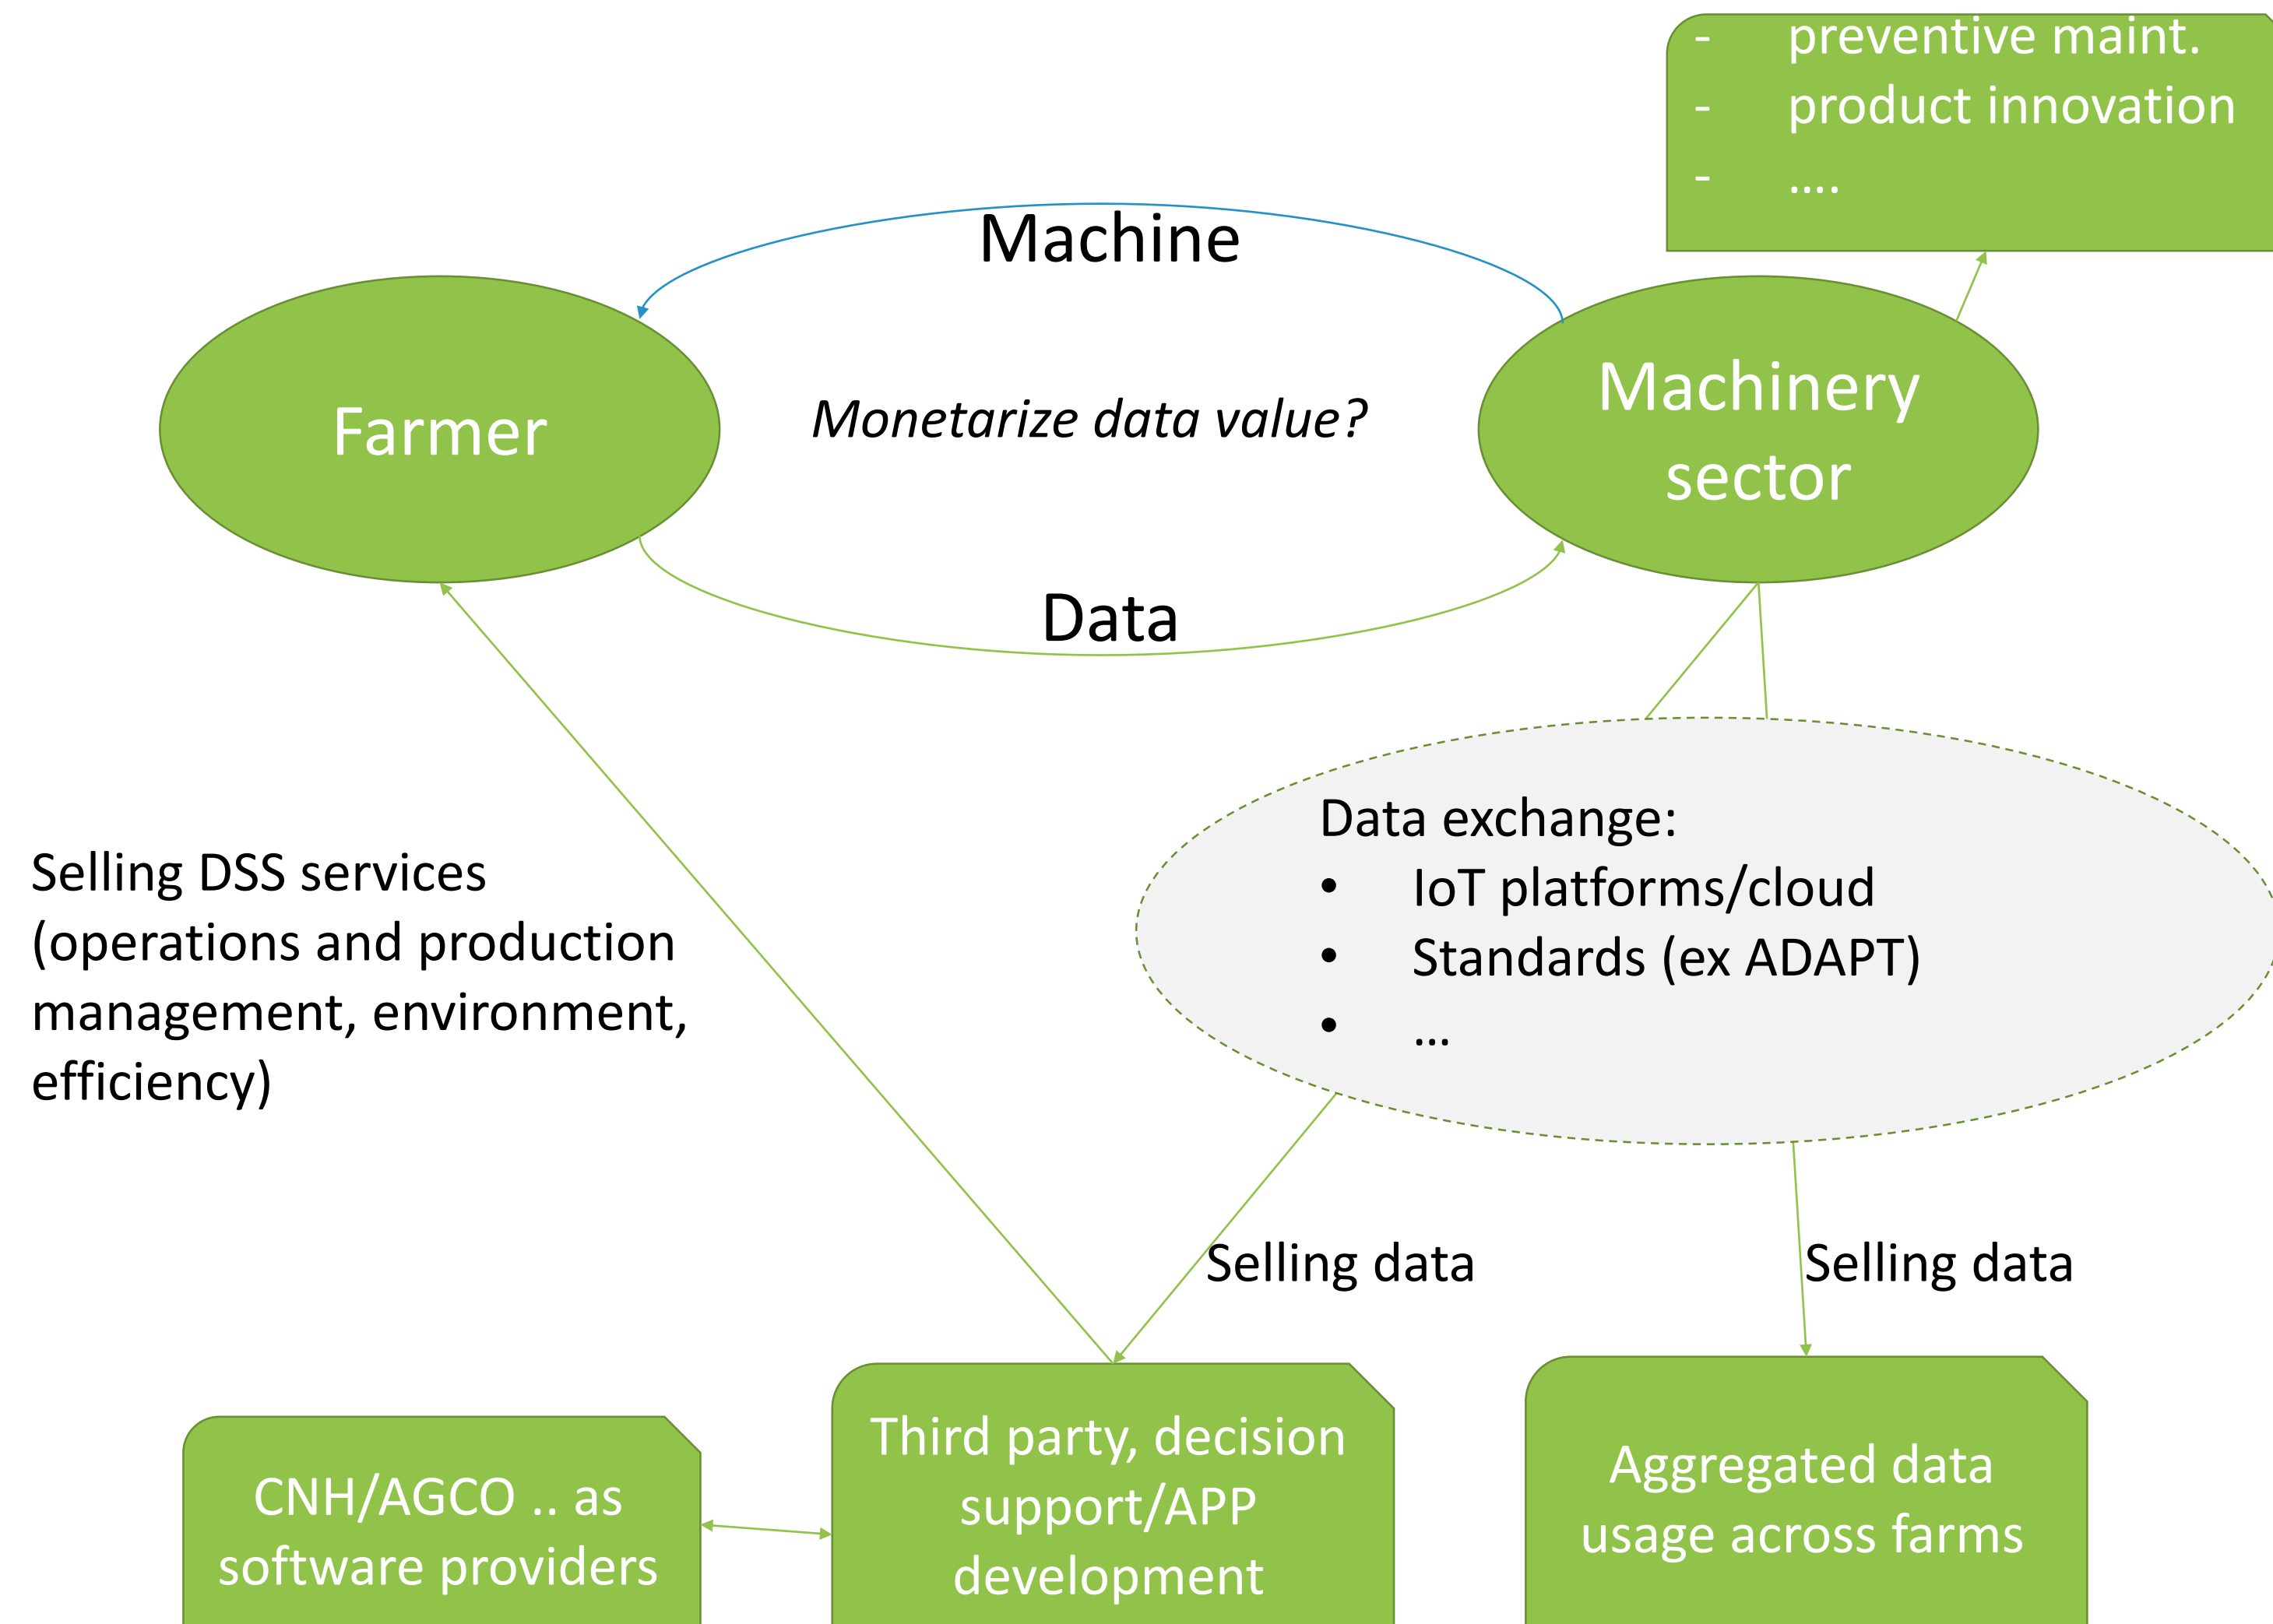 - preventive maint.
- product innovation
- ....
Machine
Farmer
Monetarize data value?
Machinery
sector
Data
Data exchange:
• IoT platforms/cloud
• Standards (ex ADAPT)
• ...
Selling DSS services
(operations and production
management, environment,
efficiency)
Selling data
Selling data
Third party, decision
support/APP
development
Aggregated data
usage across farms
CNH/AGCO .. as
software providers